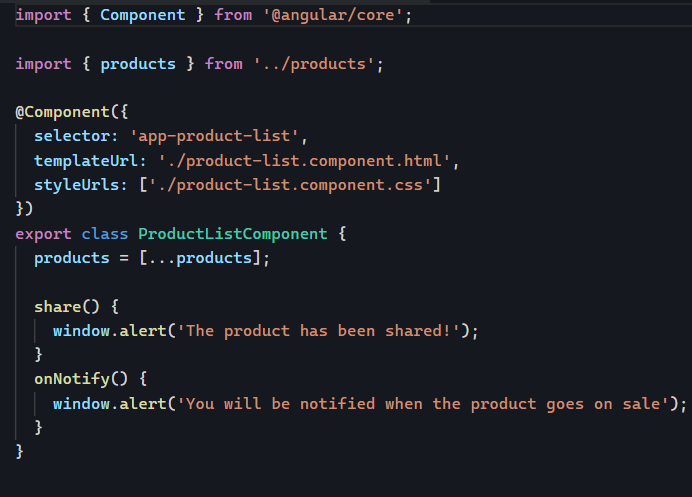 import { Component } from '@angular/core';
import { products } from '../products';
@Component({
  selector: 'app-product-list',
  templateUrl: './product-list.component.html',
  styleUrls: ['./product-list.component.css']
})
export class ProductListComponent {
  products = [...products];
  share() {
    window.alert('The product has been shared!');
  }
  onNotify() {
    window.alert('You will be notified when the product goes on sale');
  }
}